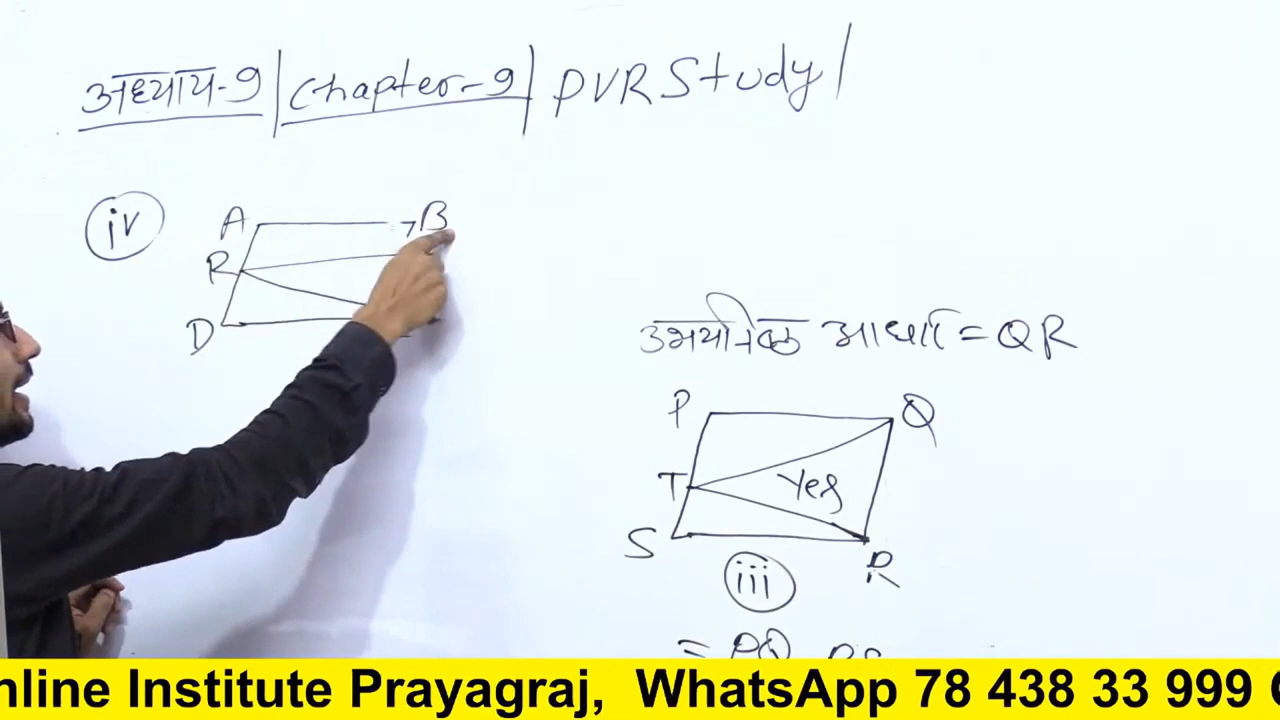 अध्याय-9 | Chapter-9 | PVR Study |
iv
A B
R
D
उभयनिष्ठ आधार = QR
P Q
T Yes
S R
iii
= PQ
nline Institute Prayagraj, WhatsApp 78 438 33 999